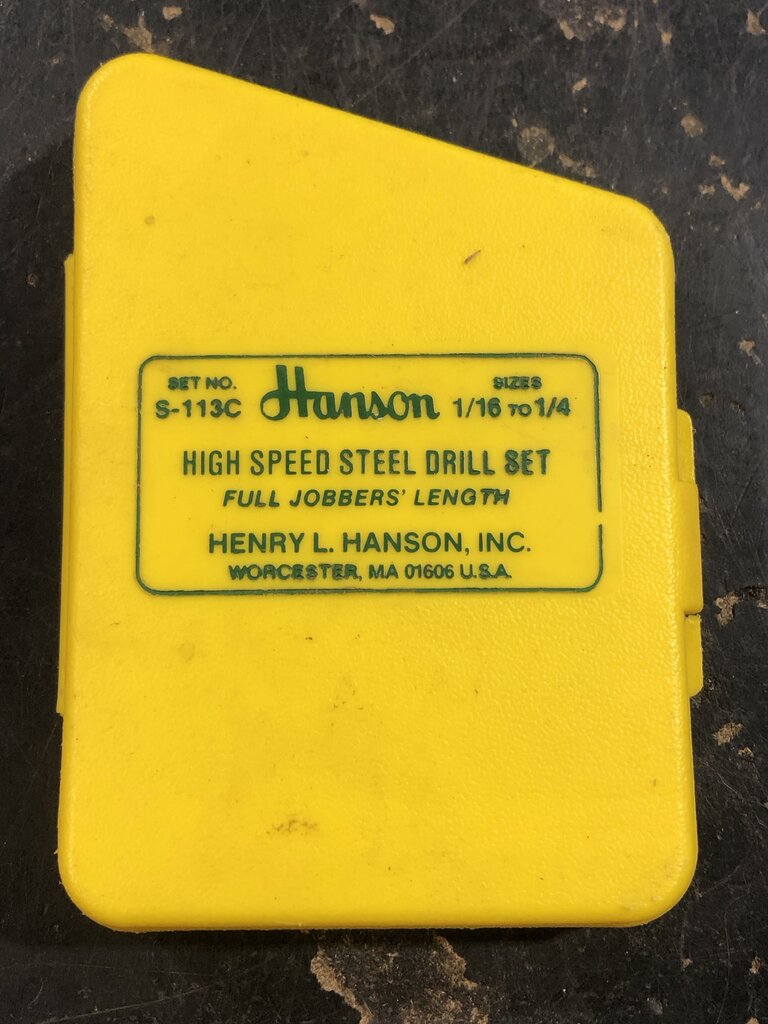 SET NO. Hanson SIZES
S-113C 1/16 TO 1/4
HIGH SPEED STEEL DRILL SET
FULL JOBBERS' LENGTH
HENRY L. HANSON, INC.
WORCESTER, MA 01606 U.S.A.